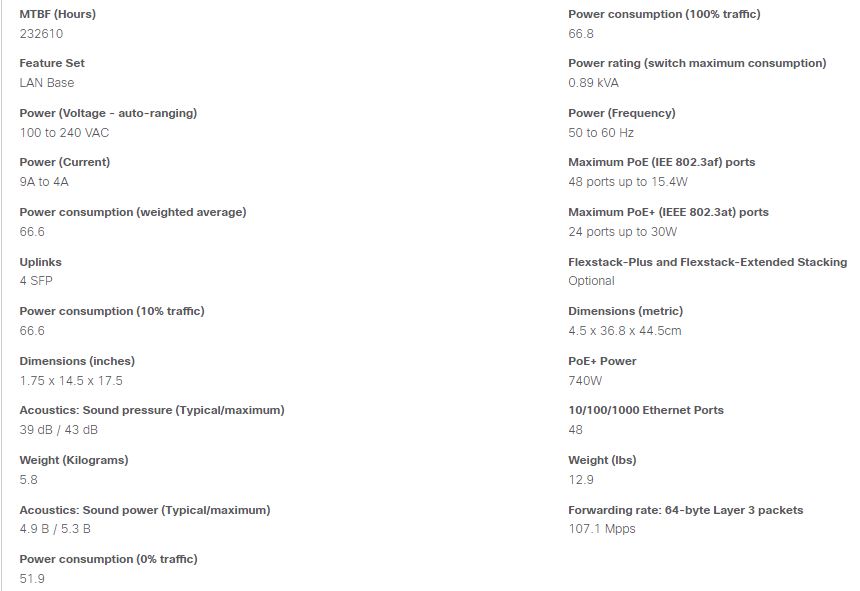 MTBF (Hours)
232610
Feature Set
LAN Base
Power (Voltage - auto-ranging)
100 to 240 VAC
Power (Current)
9A to 4A
Power consumption (weighted average)
66.6
Uplinks
4 SFP
Power consumption (10% traffic)
66.6
Dimensions (inches)
1.75 x 14.5 x 17.5
Acoustics: Sound pressure (Typical/maximum)
39 dB / 43 dB
Weight (Kilograms)
5.8
Acoustics: Sound power (Typical/maximum)
4.9 B / 5.3 B
Power consumption (0% traffic)
51.9
Power consumption (100% traffic)
66.8
Power rating (switch maximum consumption)
0.89 kVA
Power (Frequency)
50 to 60 Hz
Maximum PoE (IEE 802.3af) ports
48 ports up to 15.4W
Maximum PoE+ (IEEE 802.3at) ports
24 ports up to 30W
Flexstack-Plus and Flexstack-Extended Stacking
Optional
Dimensions (metric)
4.5 x 36.8 x 44.5cm
PoE+ Power
740W
10/100/1000 Ethernet Ports
48
Weight (lbs)
12.9
Forwarding rate: 64-byte Layer 3 packets
107.1 Mpps